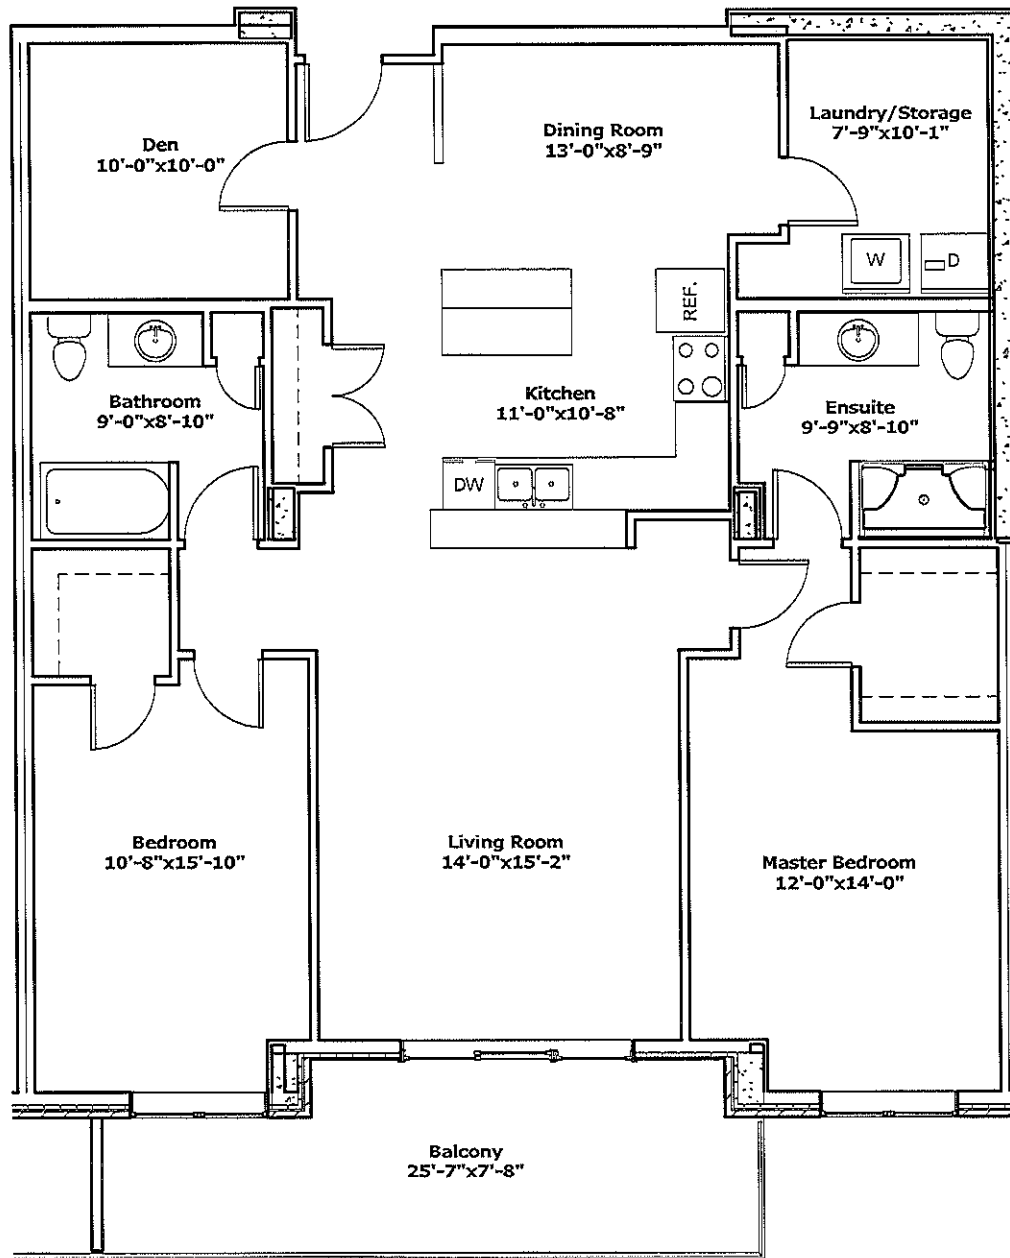 Den
10'-0"x10'-0"
Dining Room
13'-0"x8'-9"
Laundry/Storage
7'-9"x10'-1"
W
D
REF.
Bathroom
9'-0"x8'-10"
Kitchen
11'-0"x10'-8"
Ensuite
9'-9"x8'-10"
DW
Bedroom
10'-8"x15'-10"
Living Room
14'-0"x15'-2"
Master Bedroom
12'-0"x14'-0"
Balcony
25'-7"x7'-8"